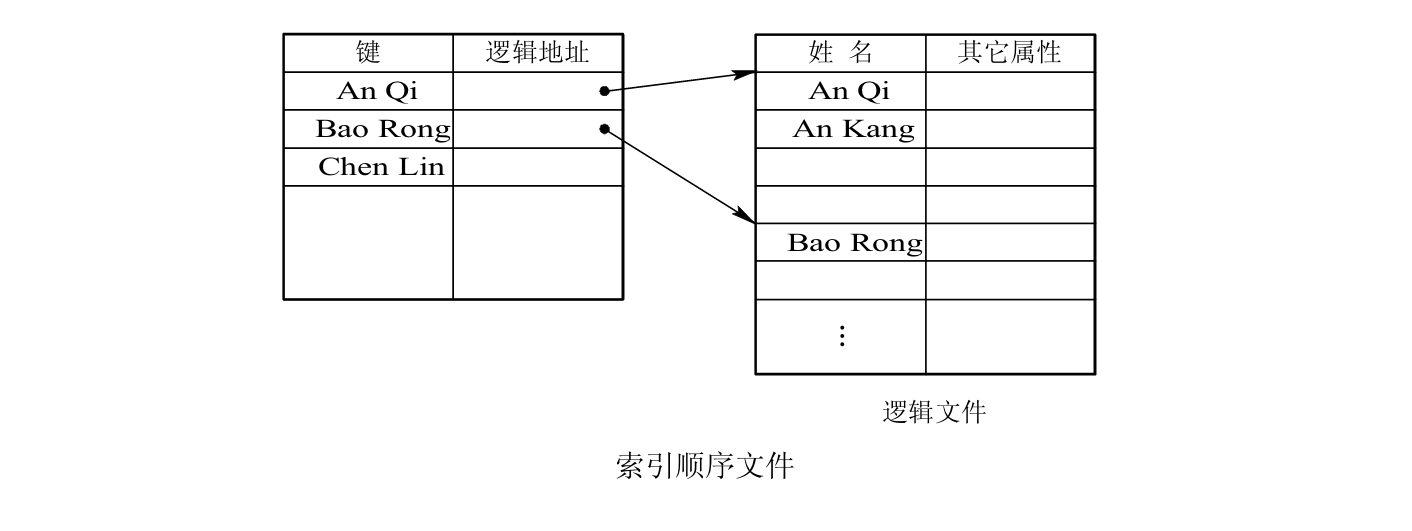 键 逻辑地址
An Qi
Bao Rong
Chen Lin
姓 名 其它属性
An Qi
An Kang
Bao Rong
⋮
逻辑文件
索引顺序文件